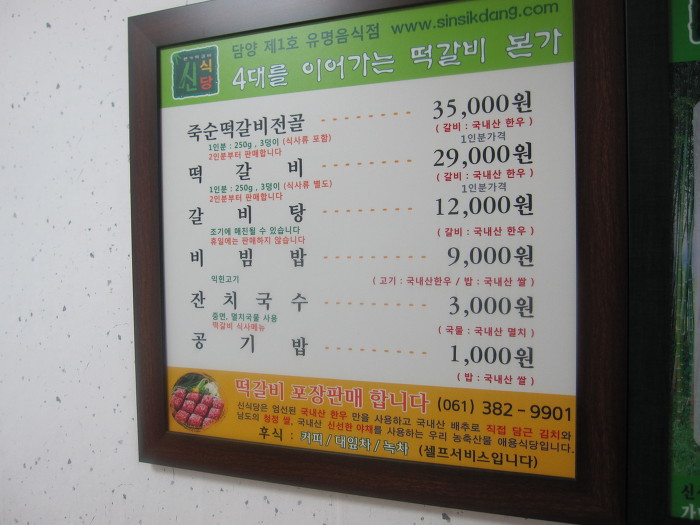 신식당
담양 제1호 유명음식점 www.sinsikdang.com
4대를 이어가는 떡갈비 본가
죽순떡갈비전골 35,000원
1인분 : 250g , 3덩이 (식사류 포함) ( 갈비 : 국내산 한우 )
2인분부터 판매합니다 1인분가격
떡 갈 비 29,000원
1인분 : 250g , 3덩이 (식사류 별도) ( 갈비 : 국내산 한우 )
2인분부터 판매합니다 1인분가격
갈 비 탕 12,000원
조기에 매진될 수 있습니다 ( 갈비 : 국내산 한우 )
휴일에는 판매하지 않습니다
비 빔 밥 9,000원
익힌고기 ( 고기 : 국내산한우 / 밥 : 국내산 쌀 )
잔 치 국 수 3,000원
중면, 멸치국물 사용 ( 국물 : 국내산 멸치 )
떡갈비 식사메뉴
공 기 밥 1,000원
( 밥 : 국내산 쌀 )
떡갈비 포장판매 합니다 (061) 382-9901
신식당은 엄선된 국내산 한우 만을 사용하고 국내산 배추로 직접 담근 김치와
남도의 청정 쌀, 국내산 신선한 야채를 사용하는 우리 농축산물 애용식당입니다.
후식 : 커피 / 대잎차 / 녹차 (셀프서비스입니다)